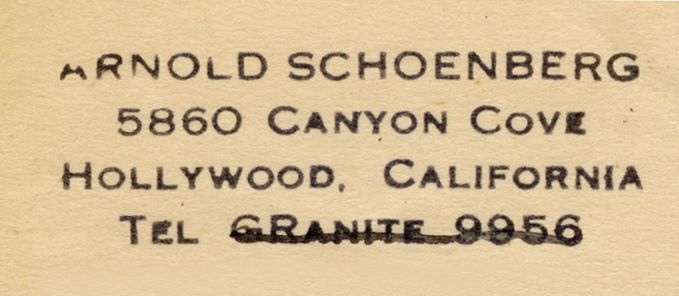 ARNOLD SCHOENBERG
5860 CANYON COVE
HOLLYWOOD, CALIFORNIA
TEL GRANITE 9956